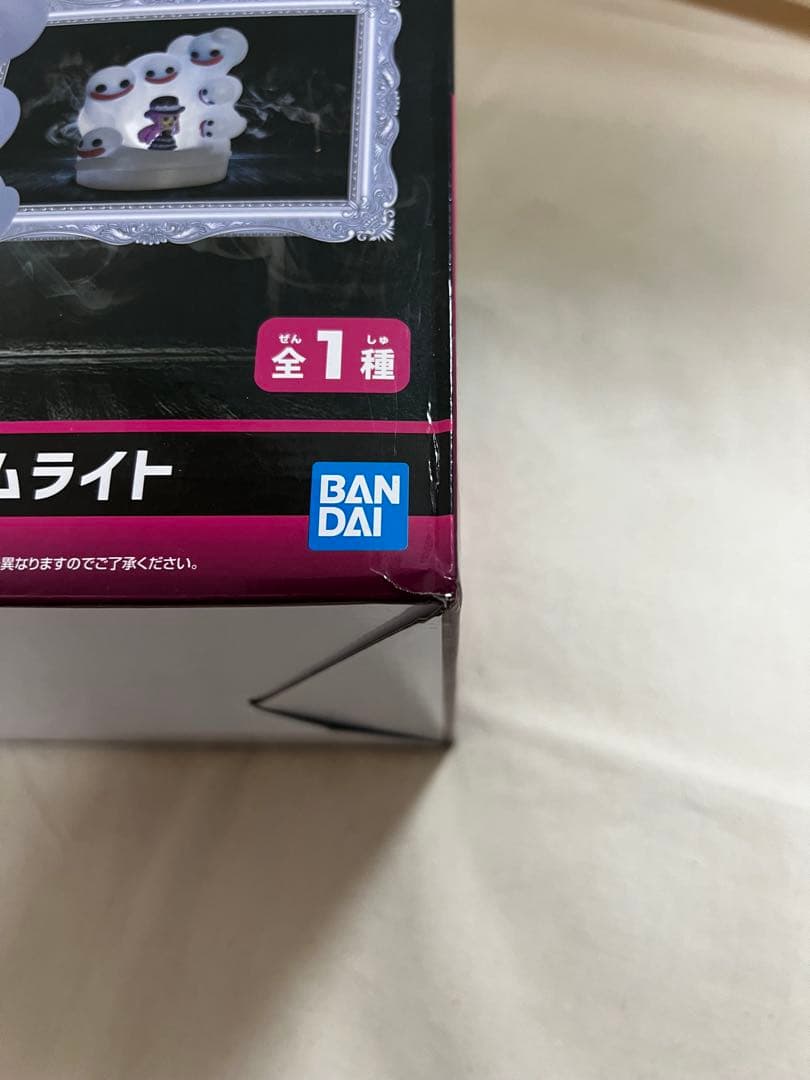 ぜん しゅ
全1種
ムライト
BAN
DAI
異なりますのでご了承ください。